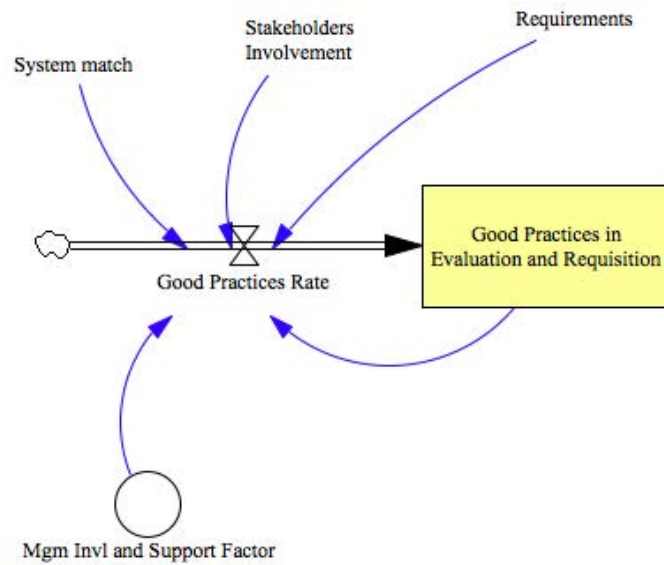 Stakeholders
Involvement
Requirements
System match
Good Practices in
Evaluation and Requisition
Good Practices Rate
Mgm Invl and Support Factor